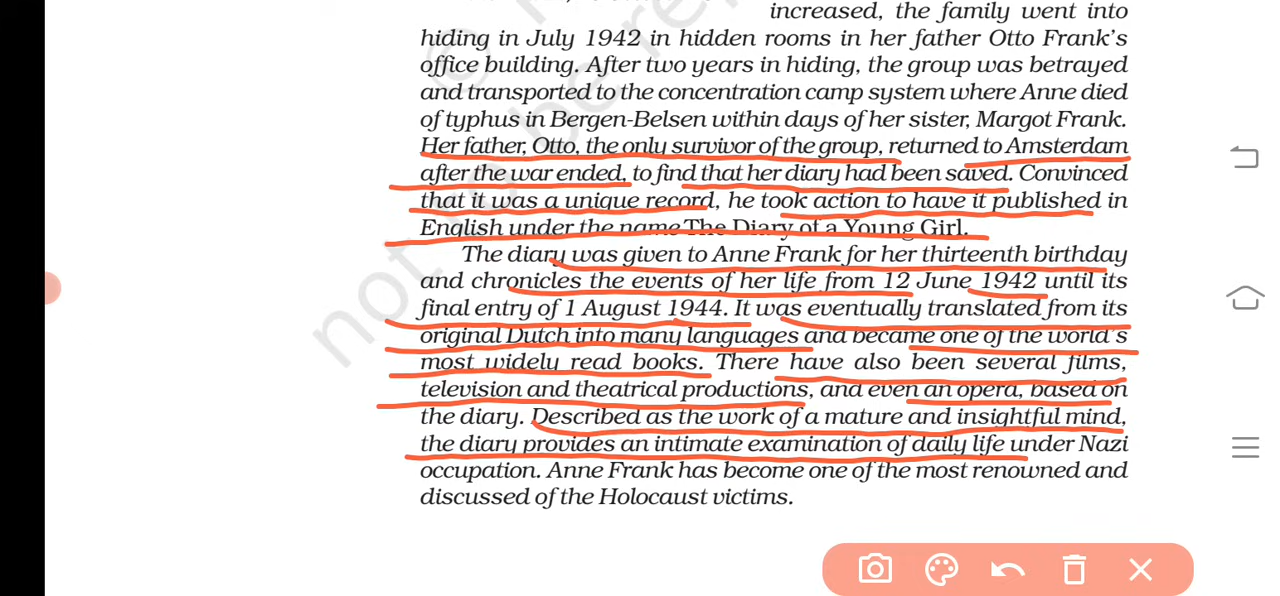 increased, the family went into
hiding in July 1942 in hidden rooms in her father Otto Frank's
office building. After two years in hiding, the group was betrayed
and transported to the concentration camp system where Anne died
of typhus in Bergen-Belsen within days of her sister, Margot Frank.
Her father, Otto, the only survivor of the group, returned to Amsterdam
after the war ended, to find that her diary had been saved. Convinced
that it was a unique record, he took action to have it published in
English under the name The Diary of a Young Girl.
The diary was given to Anne Frank for her thirteenth birthday
and chronicles the events of her life from 12 June 1942 until its
final entry of 1 August 1944. It was eventually translated from its
original Dutch into many languages and became one of the world's
most widely read books. There have also been several films,
television and theatrical productions, and even an opera, based on
the diary. Described as the work of a mature and insightful mind,
the diary provides an intimate examination of daily life under Nazi
occupation. Anne Frank has become one of the most renowned and
discussed of the Holocaust victims.
not to be re